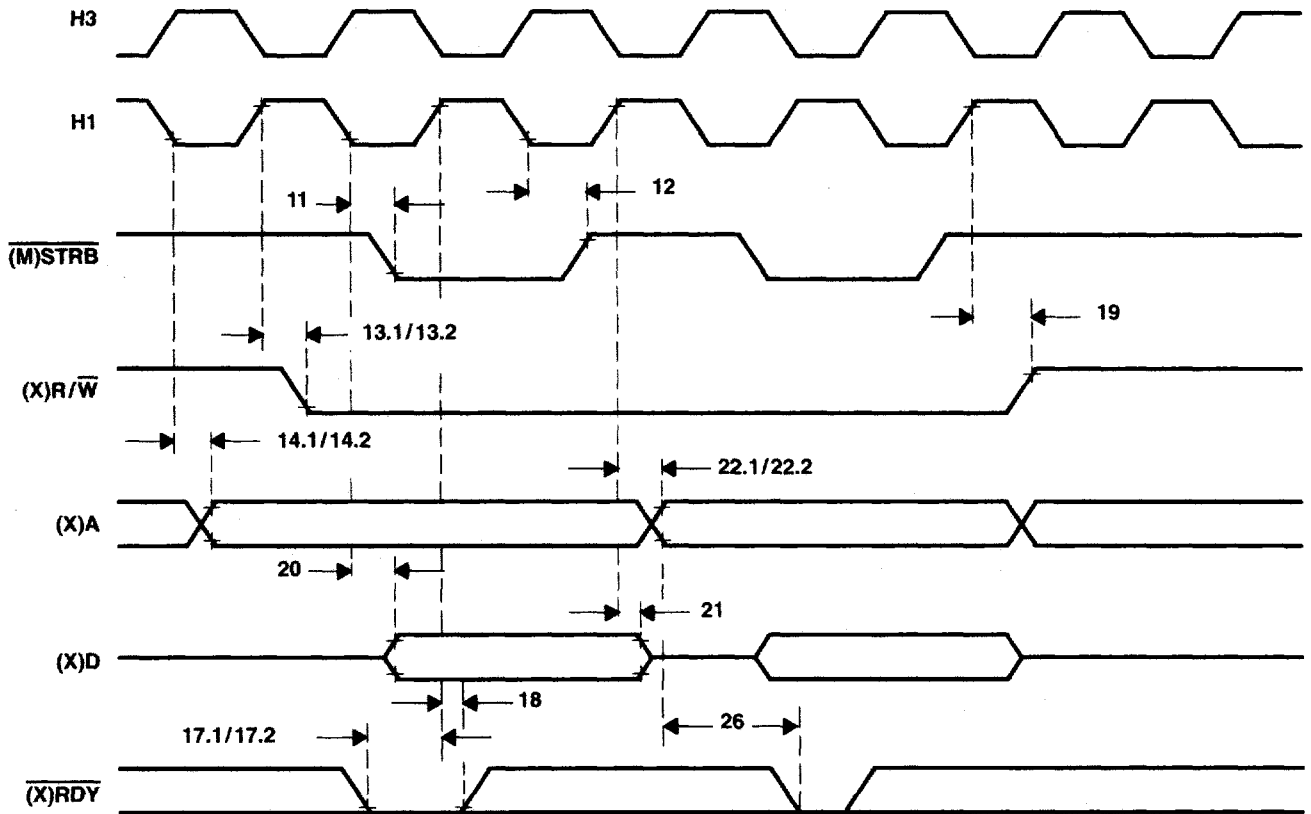 H3
H1
11
12
(M)STRB
19
13.1/13.2
(X)R/W
14.1/14.2
22.1/22.2
(X)A
20
21
(X)D
18
26
17.1/17.2
(X)RDY